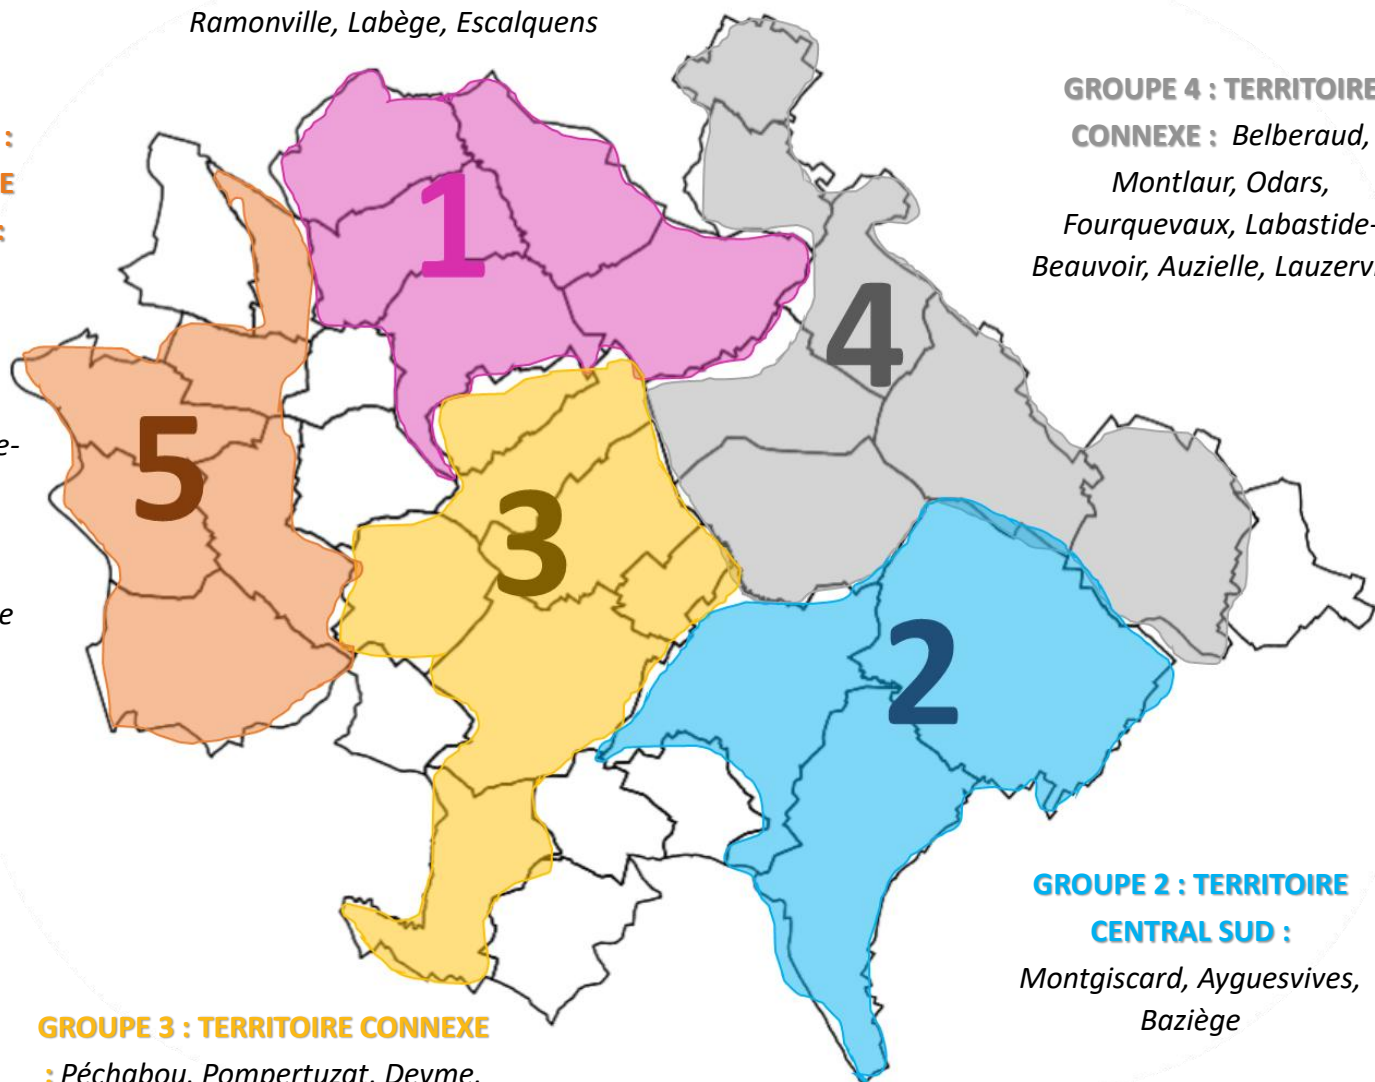 Ramonville, Labège, Escalquens
GROUPE 4 : TERRITOIRE
CONNEXE : Belberaud,
Montlaur, Odars,
Fourquevaux, Labastide-
Beauvoir, Auzielle,
:
E
:
e-
e
1
4
5
3
2
GROUPE 2 : TERRITOIRE
CENTRAL SUD :
Montgiscard, Ayguesvives,
Baziège
GROUPE 3 : TERRITOIRE CONNEXE
: Péchabou, Pompertuzat, Deyme,